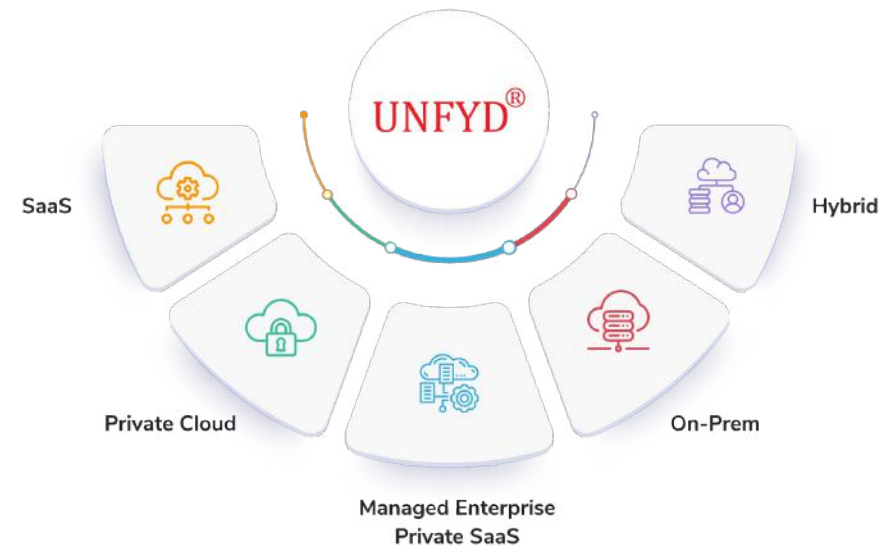 UNFYD®
SaaS
Hybrid
Private Cloud
On-Prem
Managed Enterprise
Private SaaS